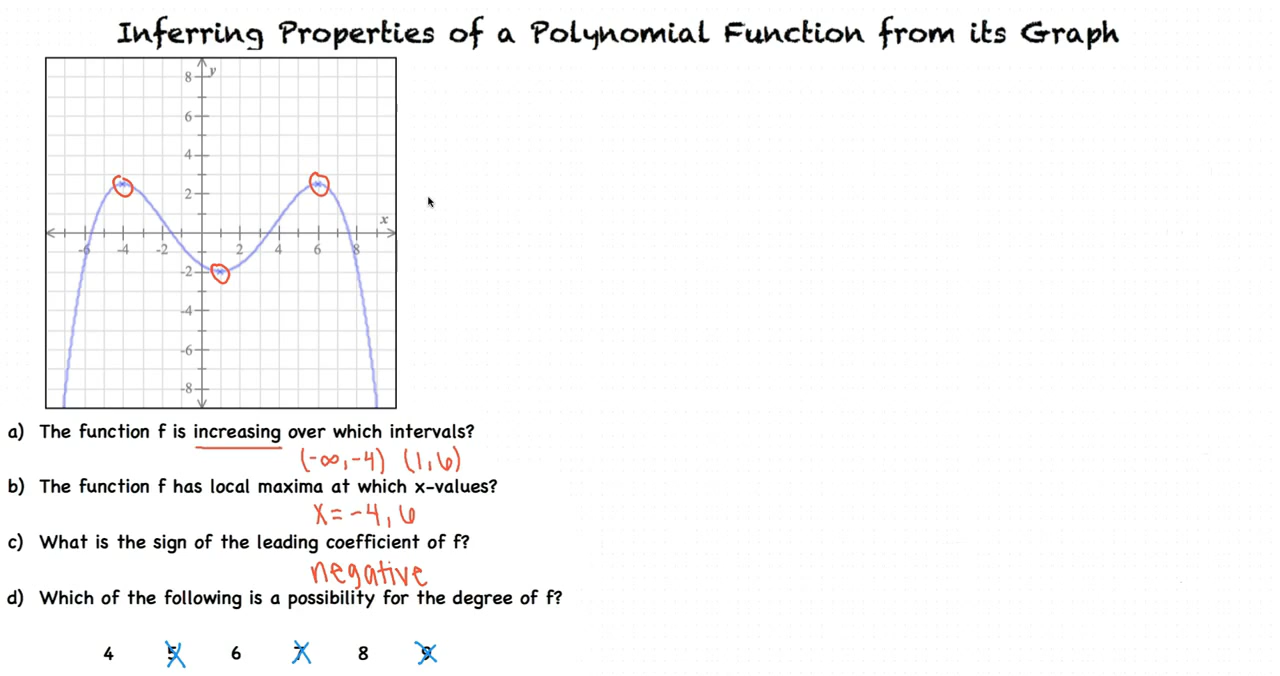 Inferring Properties of a Polynomial Function from its Graph
8 y
6
4
2
x
-6 -4 -2 2 4 6 8
-2
-4
-6
-8
a) The function f is increasing over which intervals?
(-∞,-4) (1,6)
b) The function f has local maxima at which x-values?
x=-4,6
c) What is the sign of the leading coefficient of f?
negative
d) Which of the following is a possibility for the degree of f?
4 5 6 7 8 9